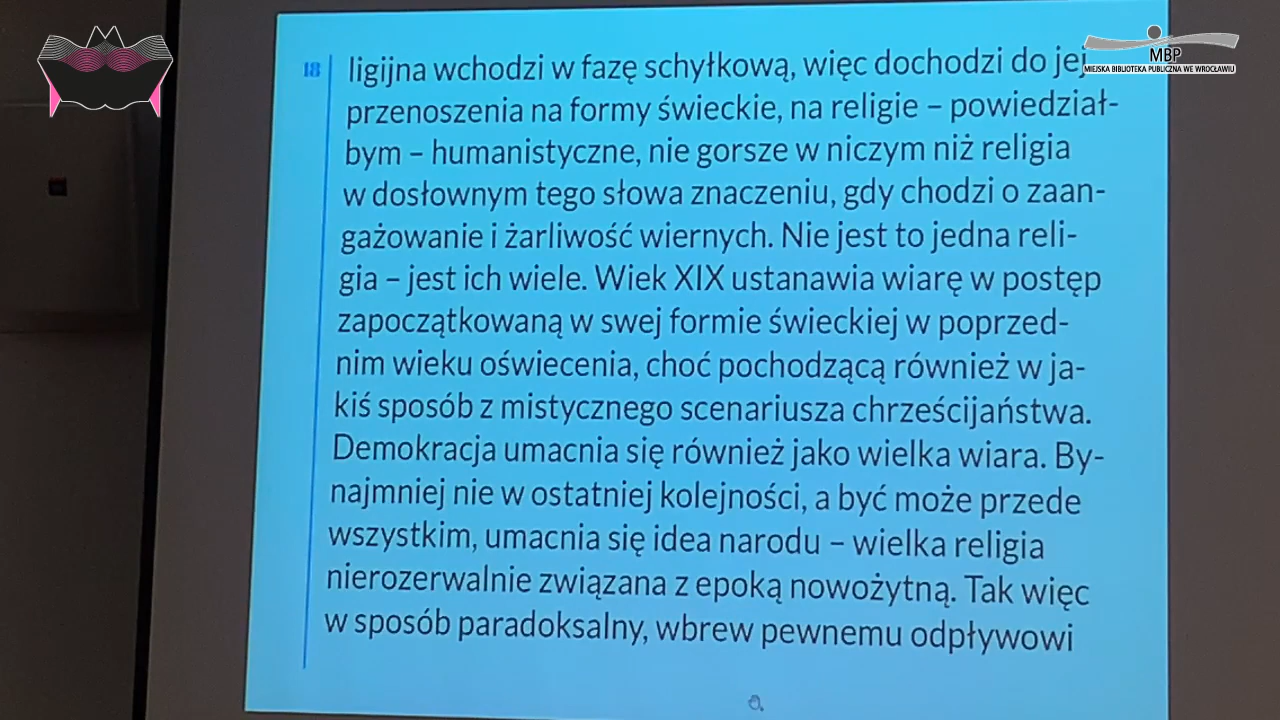 MBP
MIEJSKA BIBLIOTEKA PUBLICZNA WE WROCŁAWIU
18
ligijna wchodzi w fazę schyłkową, więc dochodzi do jej
przenoszenia na formy świeckie, na religie – powiedział-
bym – humanistyczne, nie gorsze w niczym niż religia
w dosłownym tego słowa znaczeniu, gdy chodzi o zaan-
gażowanie i żarliwość wiernych. Nie jest to jedna reli-
gia – jest ich wiele. Wiek XIX ustanawia wiarę w postęp
zapoczątkowaną w swej formie świeckiej w poprzed-
nim wieku oświecenia, choć pochodzącą również w ja-
kiś sposób z mistycznego scenariusza chrześcijaństwa.
Demokracja umacnia się również jako wielka wiara. By-
najmniej nie w ostatniej kolejności, a być może przede
wszystkim, umacnia się idea narodu – wielka religia
nierozerwalnie związana z epoką nowożytną. Tak więc
w sposób paradoksalny, wbrew pewnemu odpływowi